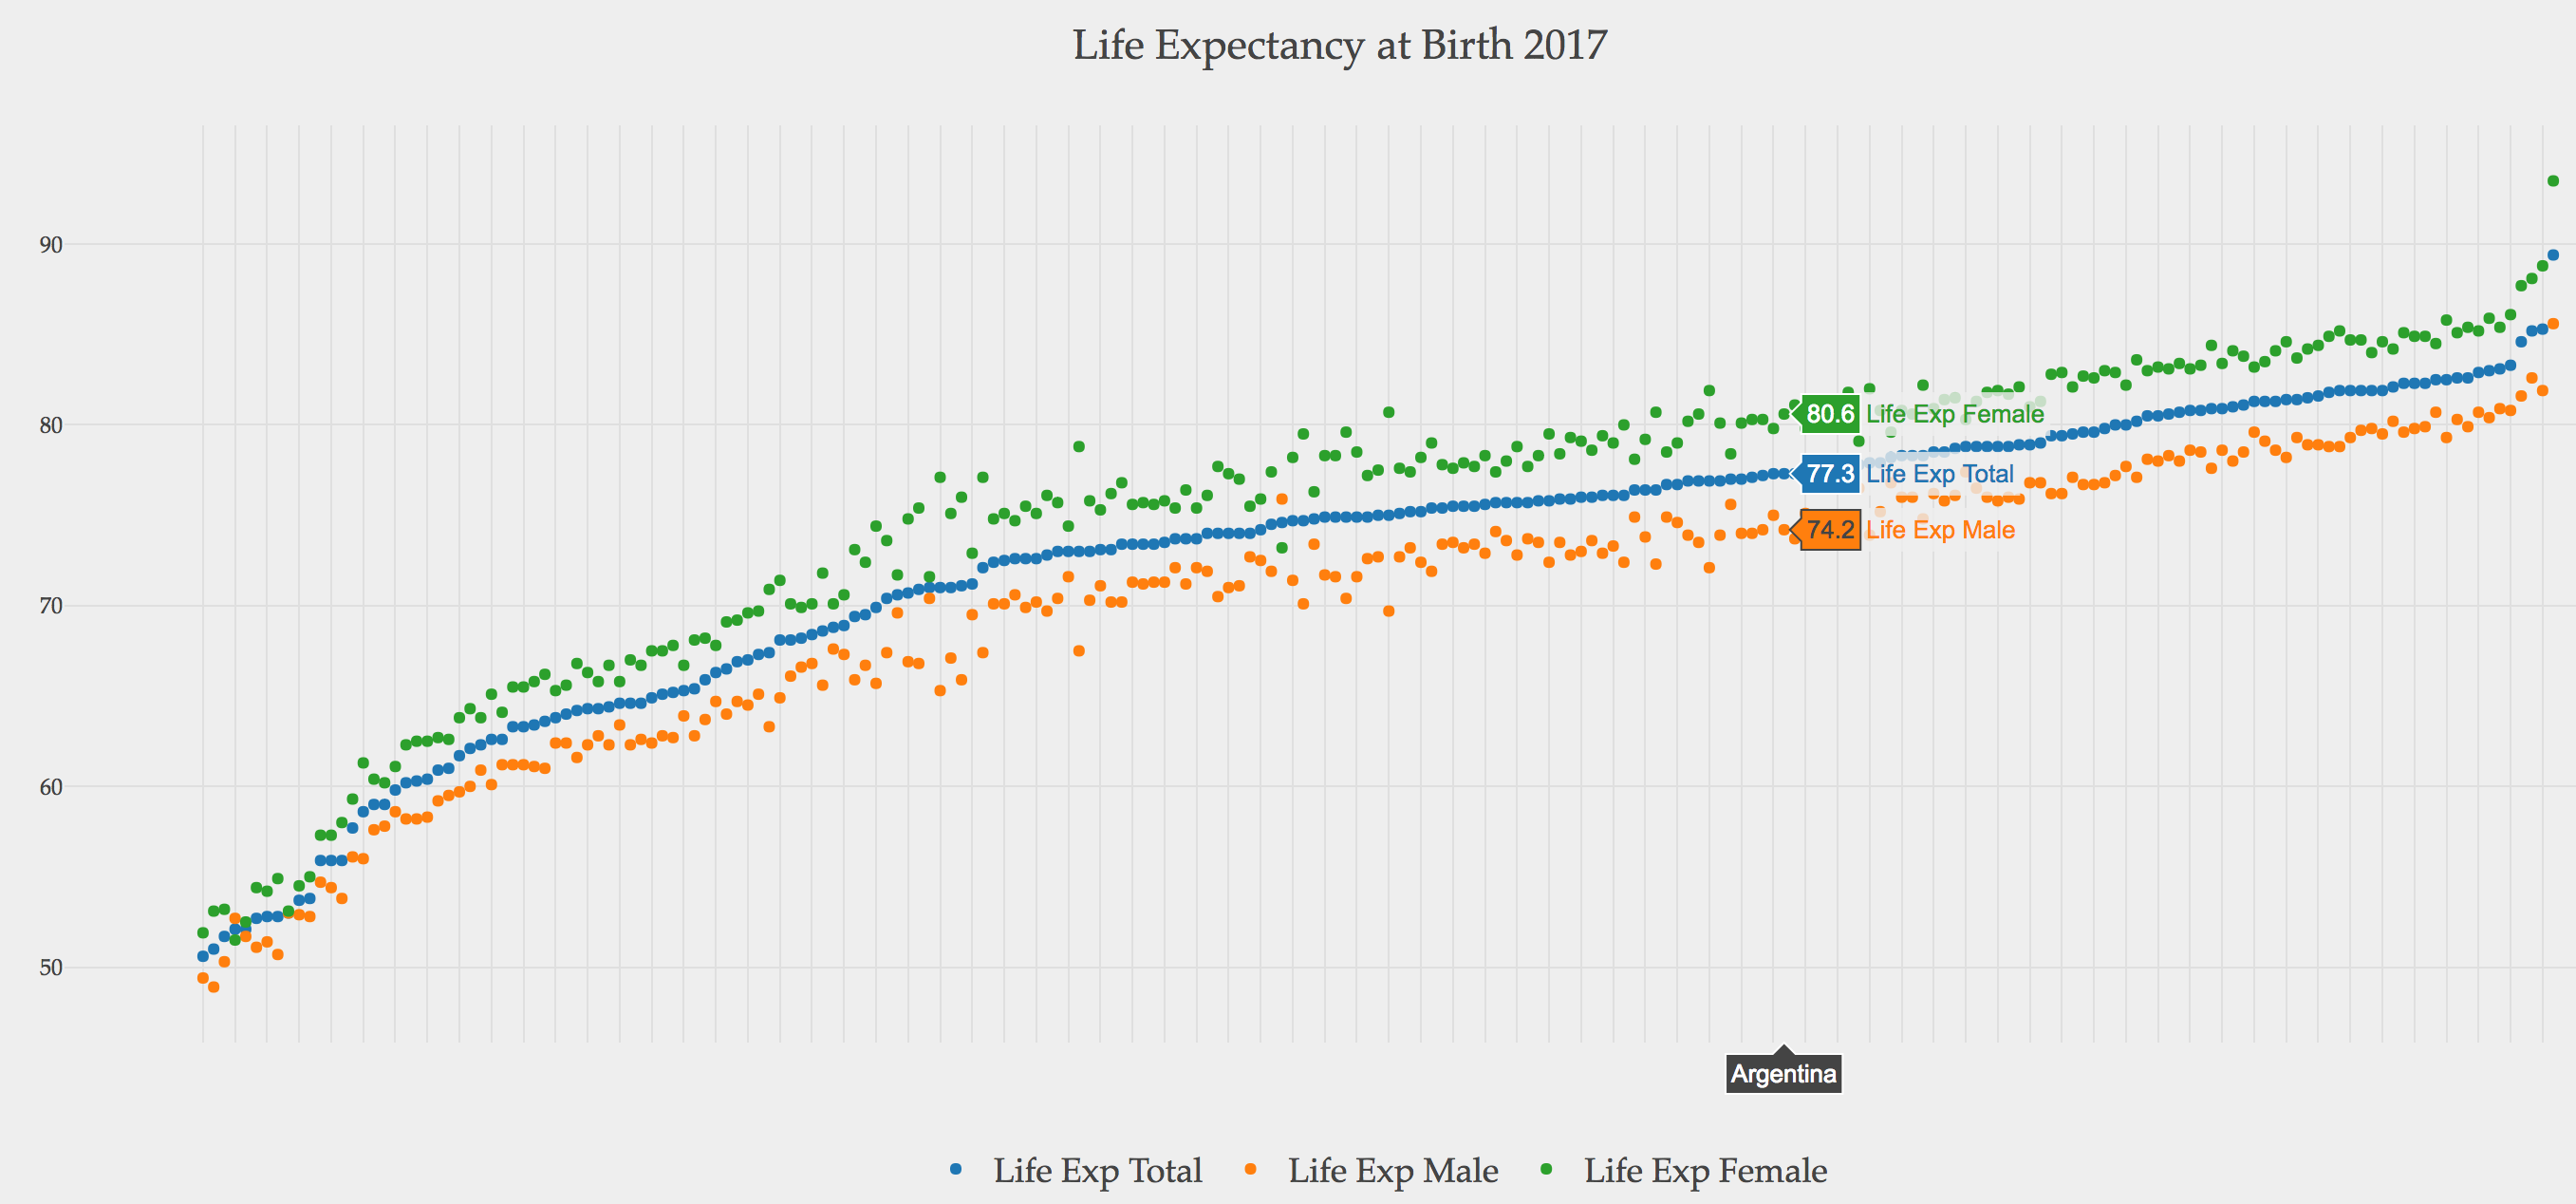 Life Expectancy at Birth 2017
90
80
70
60
50
80.6 Life Exp Female
77.3 Life Exp Total
74.2 Life Exp Male
Argentina
Life Exp Total Life Exp Male Life Exp Female